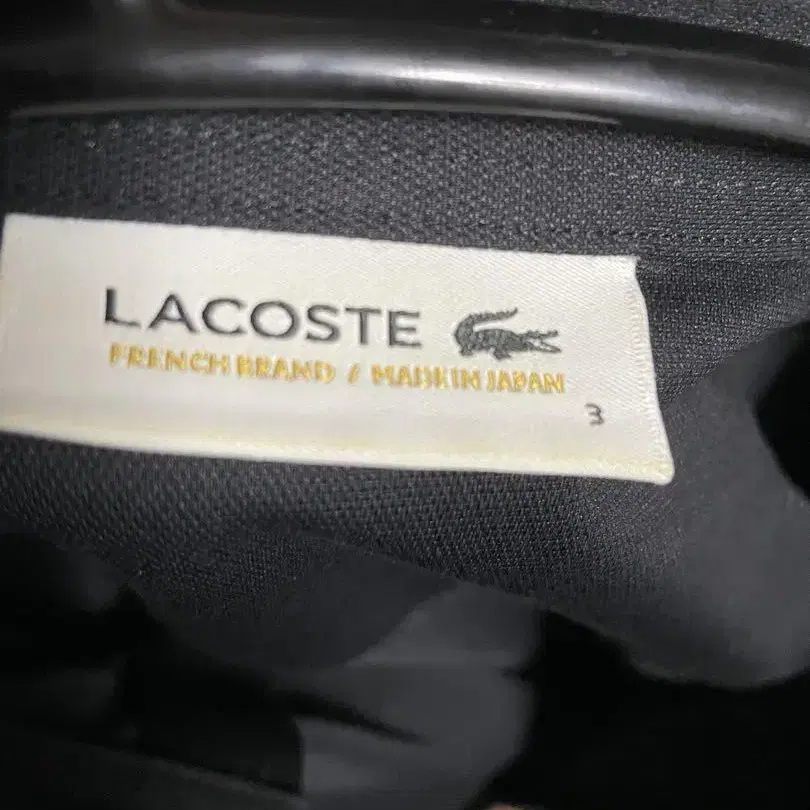 LACOSTE
FRENCH BRAND / MADE IN JAPAN
3